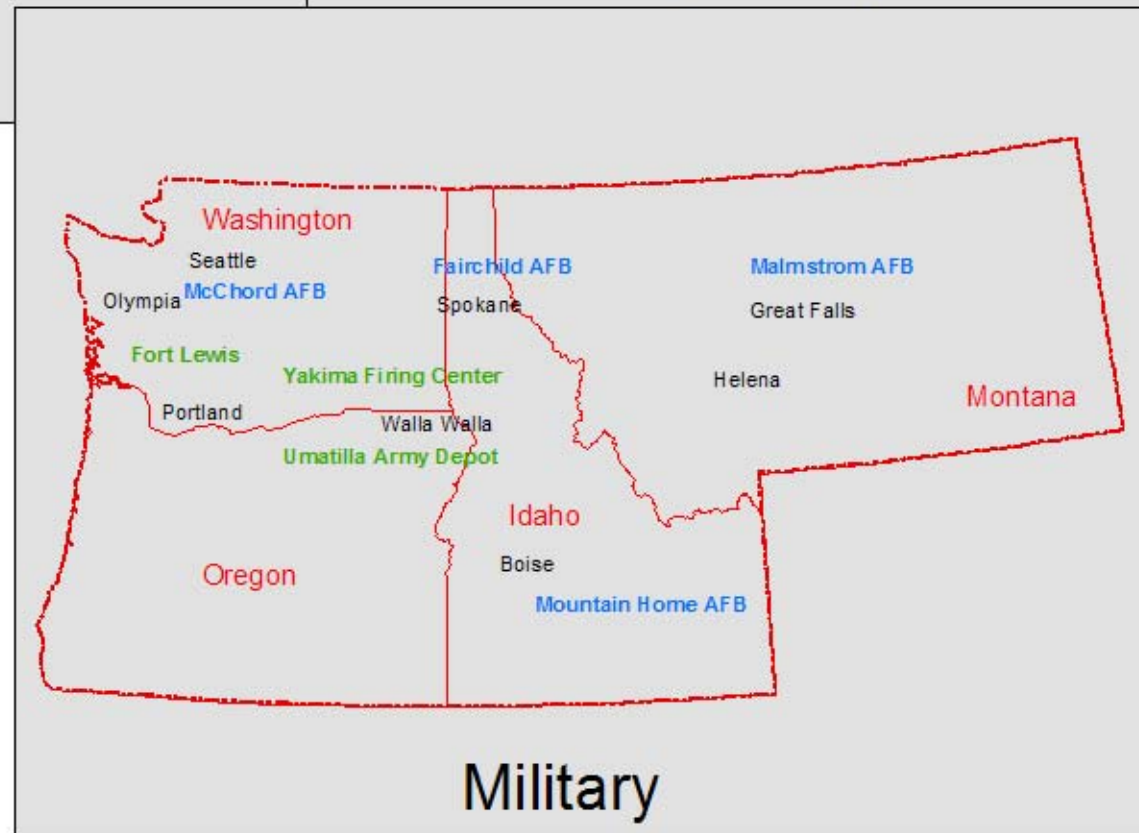 Washington
Seattle
Fairchild AFB
Malmstrom AFB
McChord AFB
Olympia
Spokane
Great Falls
Fort Lewis
Yakima Firing Center
Helena
Montana
Portland
Walla Walla
Umatilla Army Depot
Idaho
Boise
Oregon
Mountain Home AFB
Military